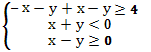 −x − y + x − y ≥ 4
x + y < 0
x − y ≥ 0